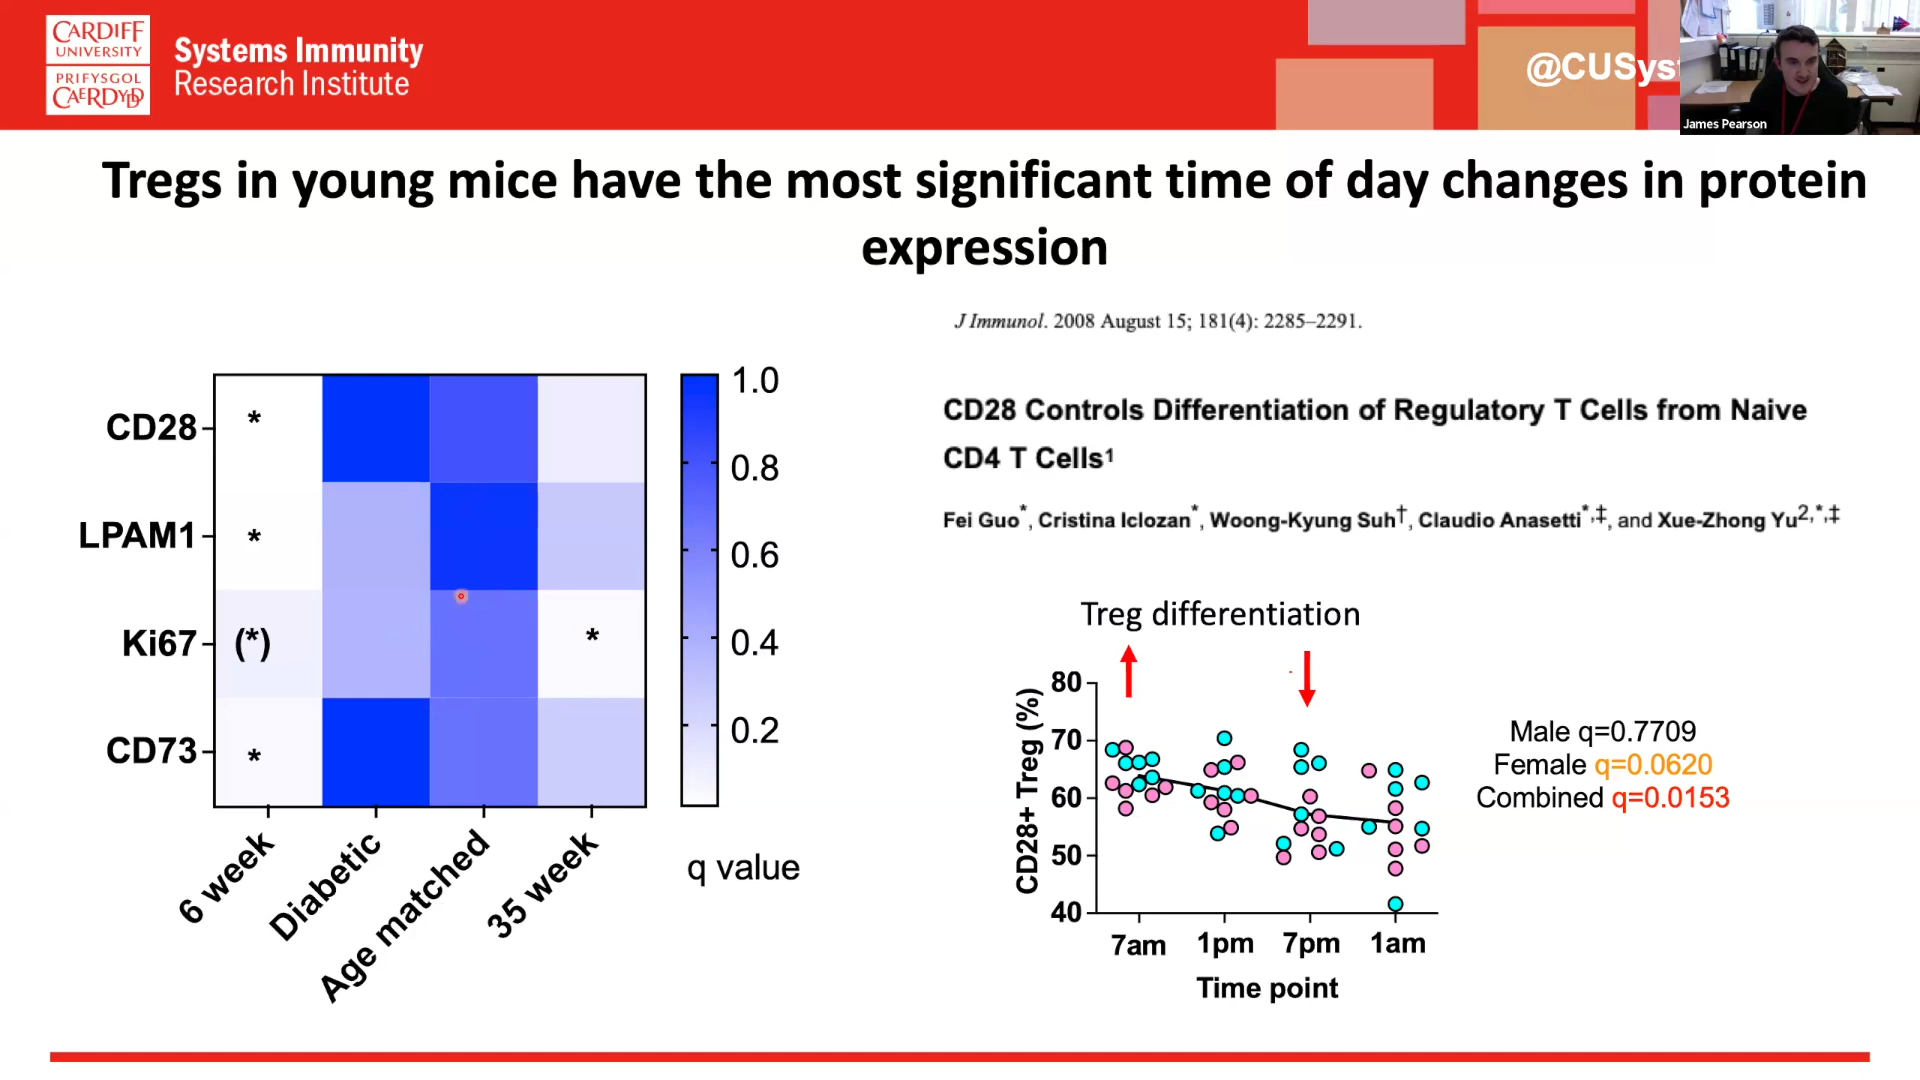 CARDIFF
UNIVERSITY
PRIFYSGOL
CAERDYDD
Systems Immunity
Research Institute
@CUSys
James Pearson
Tregs in young mice have the most significant time of day changes in protein
expression
J Immunol. 2008 August 15; 181(4): 2285–2291.
CD28 Controls Differentiation of Regulatory T Cells from Naive
CD4 T Cells¹
Fei Guo*, Cristina Iclozan*, Woong-Kyung Suh†, Claudio Anasetti*,‡, and Xue-Zhong Yu2,*,‡
CD28
*
LPAM1
*
Ki67
(*)
*
CD73
*
6 week
Diabetic
Age matched
35 week
1.0
0.8
0.6
0.4
0.2
q value
Treg differentiation
CD28+ Treg (%)
80
70
60
50
40
7am 1pm 7pm 1am
Time point
Male q=0.7709
Female q=0.0620
Combined q=0.0153